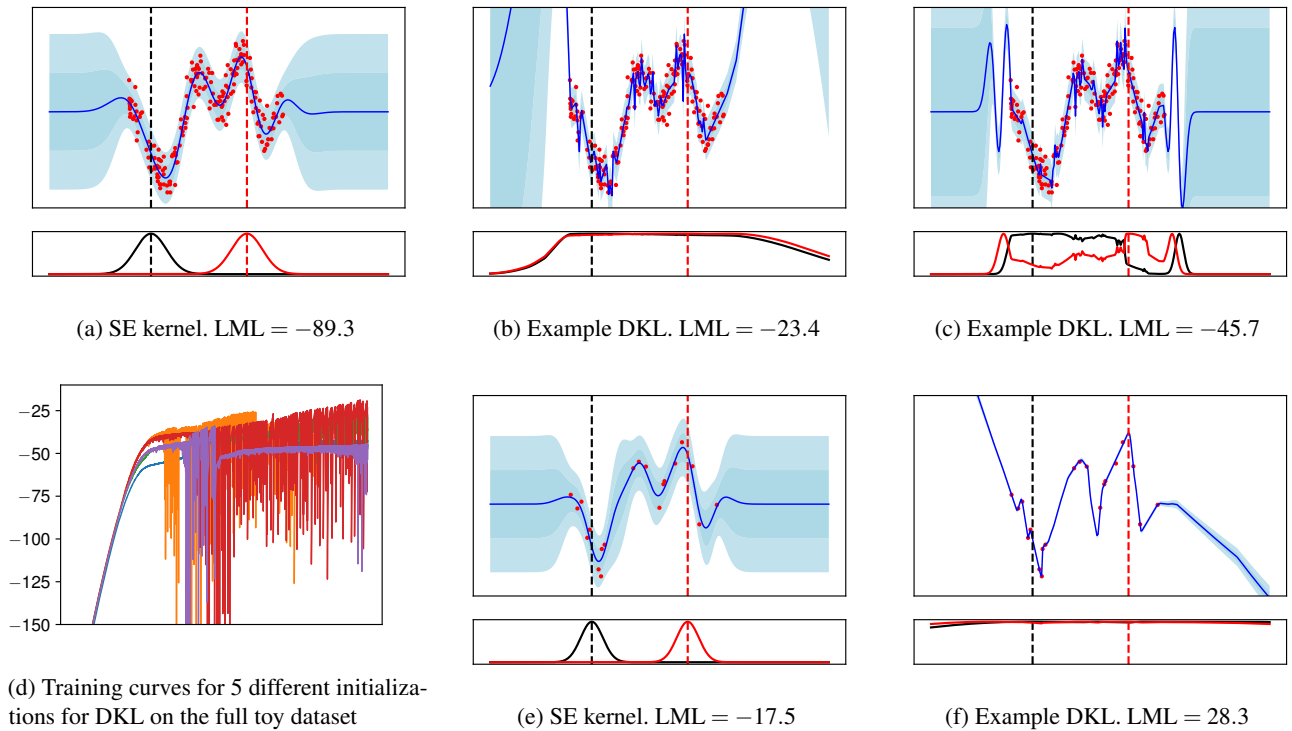 (a) SE kernel. LML = −89.3
(b) Example DKL. LML = −23.4
(c) Example DKL. LML = −45.7
−25
−50
−75
−100
−125
−150
(d) Training curves for 5 different initializa-
tions for DKL on the full toy dataset
(e) SE kernel. LML = −17.5
(f) Example DKL. LML = 28.3